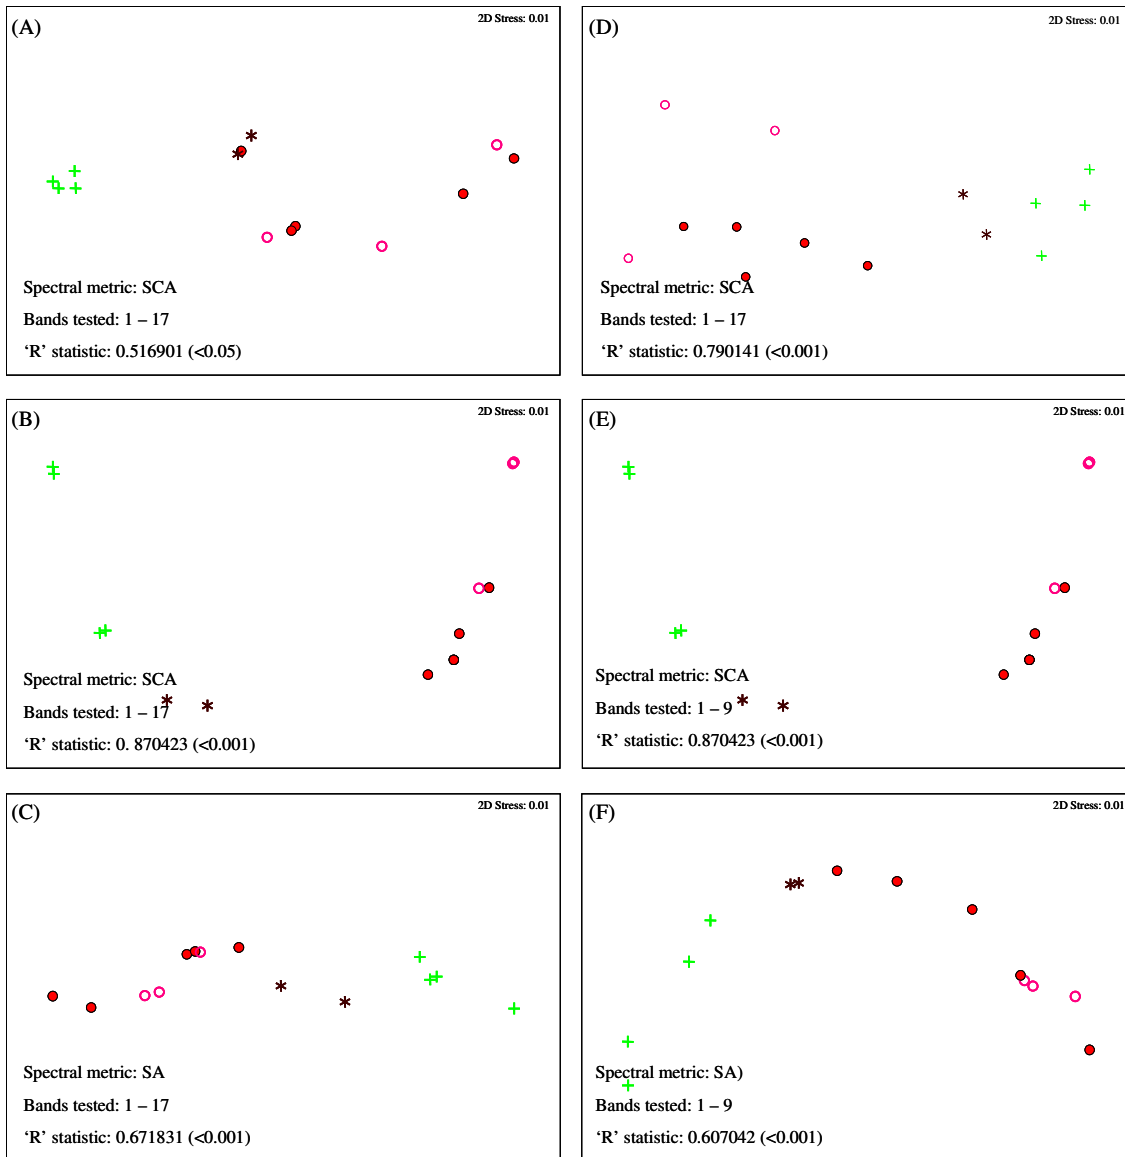 (A)
2D Stress: 0.01
Spectral metric: SCA
Bands tested: 1 – 17
‘R’ statistic: 0.516901 (<0.05)
(D)
2D Stress: 0.01
Spectral metric: SCA
Bands tested: 1 – 17
‘R’ statistic: 0.790141 (<0.001)
(B)
2D Stress: 0.01
Spectral metric: SCA
Bands tested: 1 – 17
‘R’ statistic: 0. 870423 (<0.001)
(E)
2D Stress: 0.01
Spectral metric: SCA
Bands tested: 1 – 9
‘R’ statistic: 0.870423 (<0.001)
(C)
2D Stress: 0.01
Spectral metric: SA
Bands tested: 1 – 17
‘R’ statistic: 0.671831 (<0.001)
(F)
2D Stress: 0.01
Spectral metric: SA)
Bands tested: 1 – 9
‘R’ statistic: 0.607042 (<0.001)